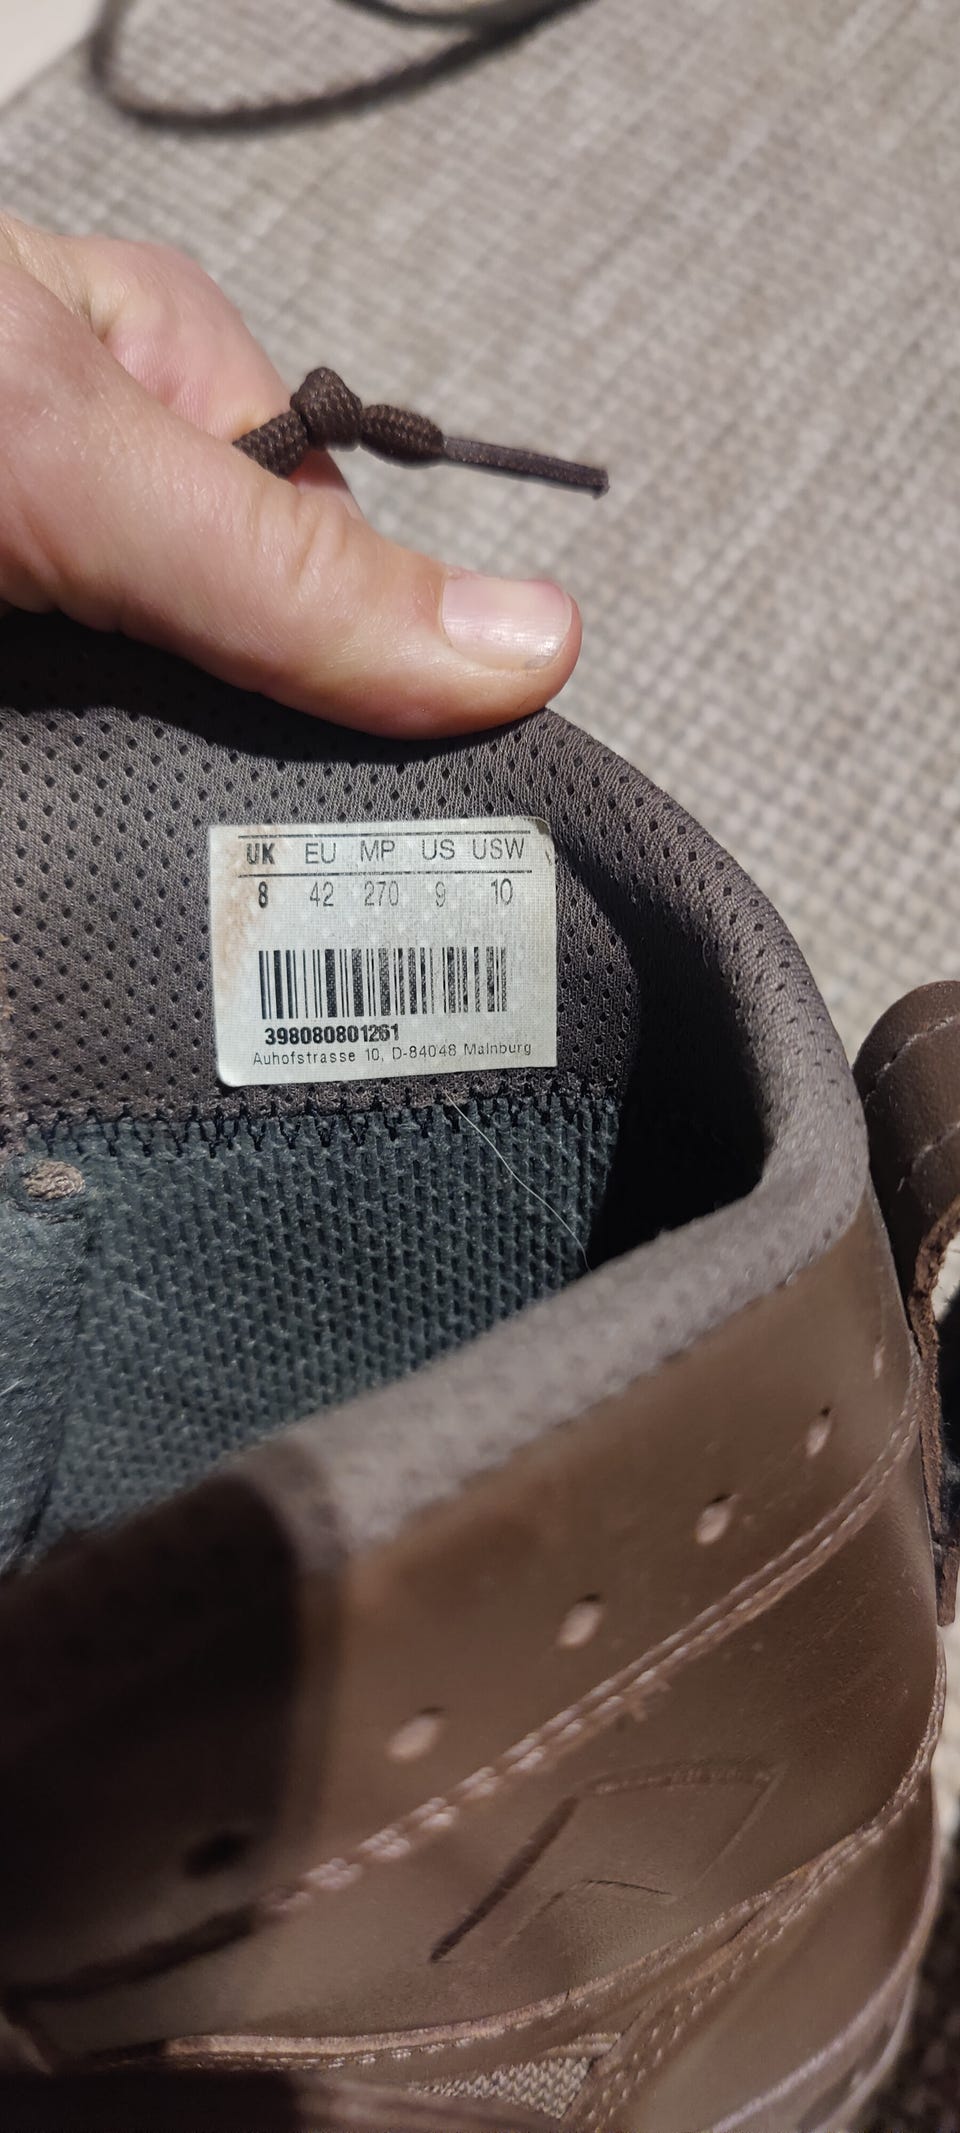 UK EU MP US USW
8 42 270 9 10
398080801261
Auhofstrasse 10, D-84048 Mainburg